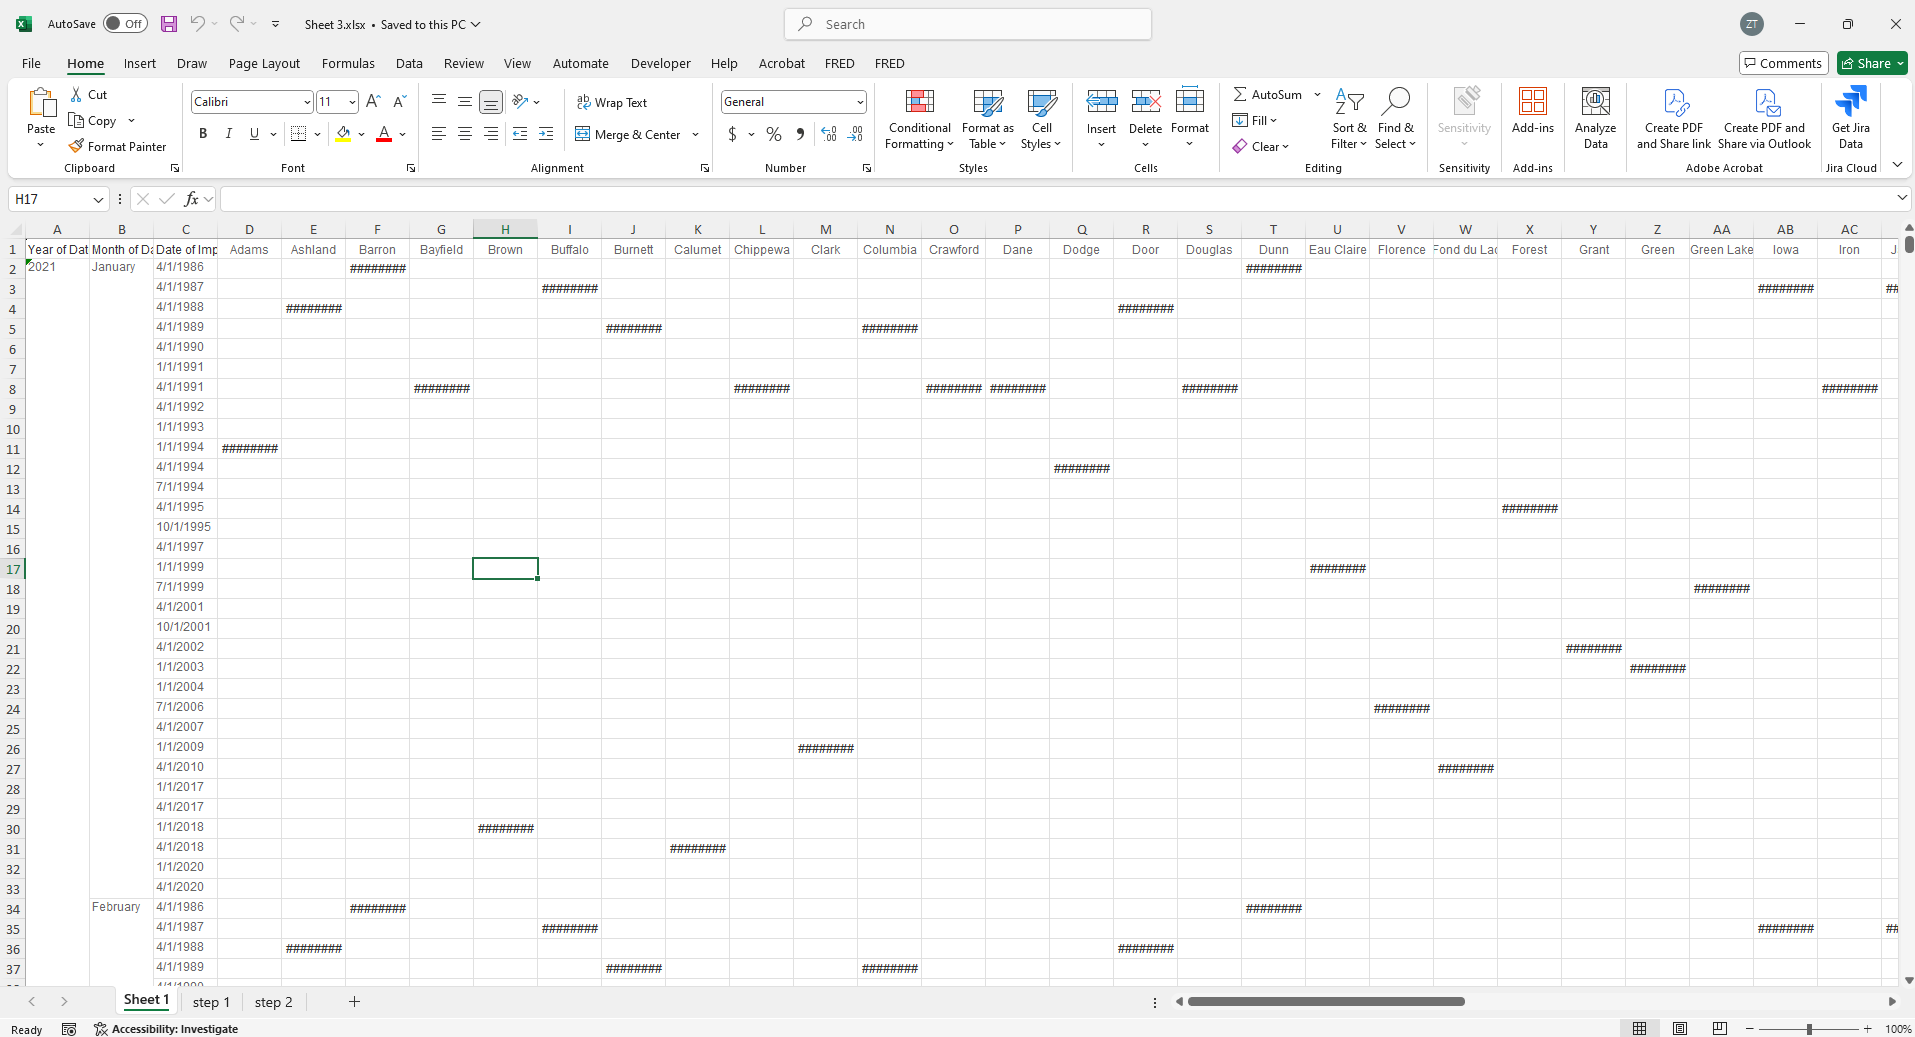 AutoSave Off Sheet 3.xlsx • Saved to this PC Search ZT
File Home Insert Draw Page Layout Formulas Data Review View Automate Developer Help Acrobat FRED FRED Comments Share
Paste Cut Copy Format Painter Clipboard
Calibri 11 B I U A Font
ab Wrap Text Merge & Center Alignment
General $ % Number
Conditional Formatting Format as Table Cell Styles Styles
Insert Delete Format Cells
AutoSum Fill Clear Sort & Filter Find & Select Editing
Sensitivity Sensitivity
Add-ins Add-ins
Analyze Data
Create PDF and Share link Create PDF and Share via Outlook Adobe Acrobat
Get Jira Data Jira Cloud
H17 fx
A B C D E F G H I J K L M N O P Q R S T U V W X Y Z AA AB AC
1 Year of Dat Month of Da Date of Imp Adams Ashland Barron Bayfield Brown Buffalo Burnett Calumet Chippewa Clark Columbia Crawford Dane Dodge Door Douglas Dunn Eau Claire Florence Fond du Lac Forest Grant Green Green Lake Iowa Iron J
2 2021 January 4/1/1986 ######## ########
3 4/1/1987 ######## ######## ##
4 4/1/1988 ######## ########
5 4/1/1989 ######## ########
6 4/1/1990
7 1/1/1991
8 4/1/1991 ######## ######## ######## ######## ######## ########
9 4/1/1992
10 1/1/1993
11 1/1/1994 ########
12 4/1/1994 ########
13 7/1/1994
14 4/1/1995 ########
15 10/1/1995
16 4/1/1997
17 1/1/1999 ########
18 7/1/1999 ########
19 4/1/2001
20 10/1/2001
21 4/1/2002 ########
22 1/1/2003 ########
23 1/1/2004
24 7/1/2006 ########
25 4/1/2007
26 1/1/2009 ########
27 4/1/2010 ########
28 1/1/2017
29 4/1/2017
30 1/1/2018 ########
31 4/1/2018 ########
32 1/1/2020
33 4/1/2020
34 February 4/1/1986 ######## ########
35 4/1/1987 ######## ######## ##
36 4/1/1988 ######## ########
37 4/1/1989 ######## ########
Sheet 1 step 1 step 2 +
Ready Accessibility: Investigate 100%